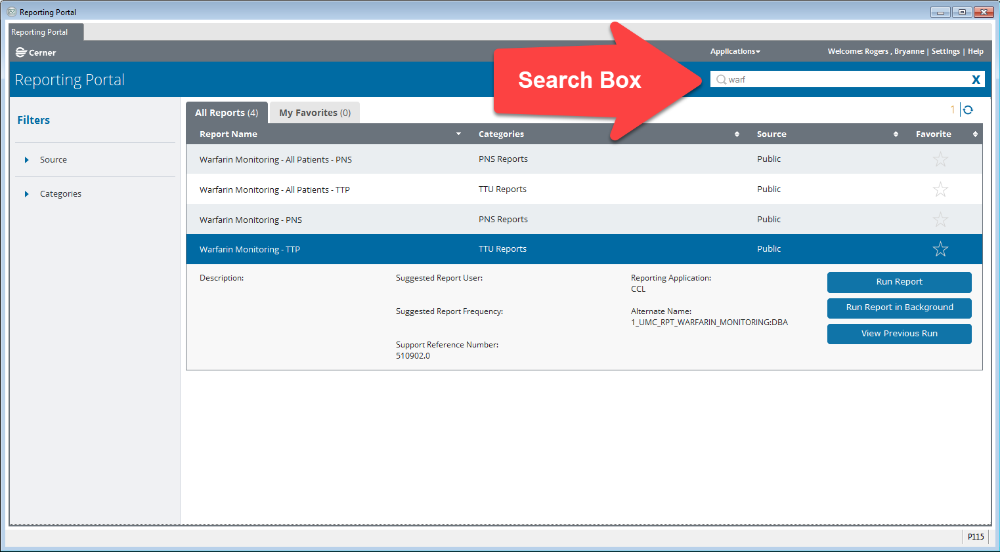 Reporting Portal
Reporting Portal
Cerner
Applications
Welcome: Rogers , Bryanne | Settings | Help
Reporting Portal
Search Box
warf
X
Filters
Source
Categories
All Reports (4)
My Favorites (0)
1
Report Name
Categories
Source
Favorite
Warfarin Monitoring - All Patients - PNS
PNS Reports
Public
Warfarin Monitoring - All Patients - TTP
TTU Reports
Public
Warfarin Monitoring - PNS
PNS Reports
Public
Warfarin Monitoring - TTP
TTU Reports
Public
Description:
Suggested Report User:
Suggested Report Frequency:
Support Reference Number:
510902.0
Reporting Application:
CCL
Alternate Name:
1_UMC_RPT_WARFARIN_MONITORING:DBA
Run Report
Run Report in Background
View Previous Run
P115